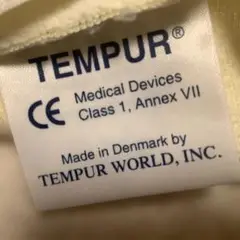 TEMPUR®
CE Medical Devices
Class 1, Annex VII
Made in Denmark by
TEMPUR WORLD, INC.